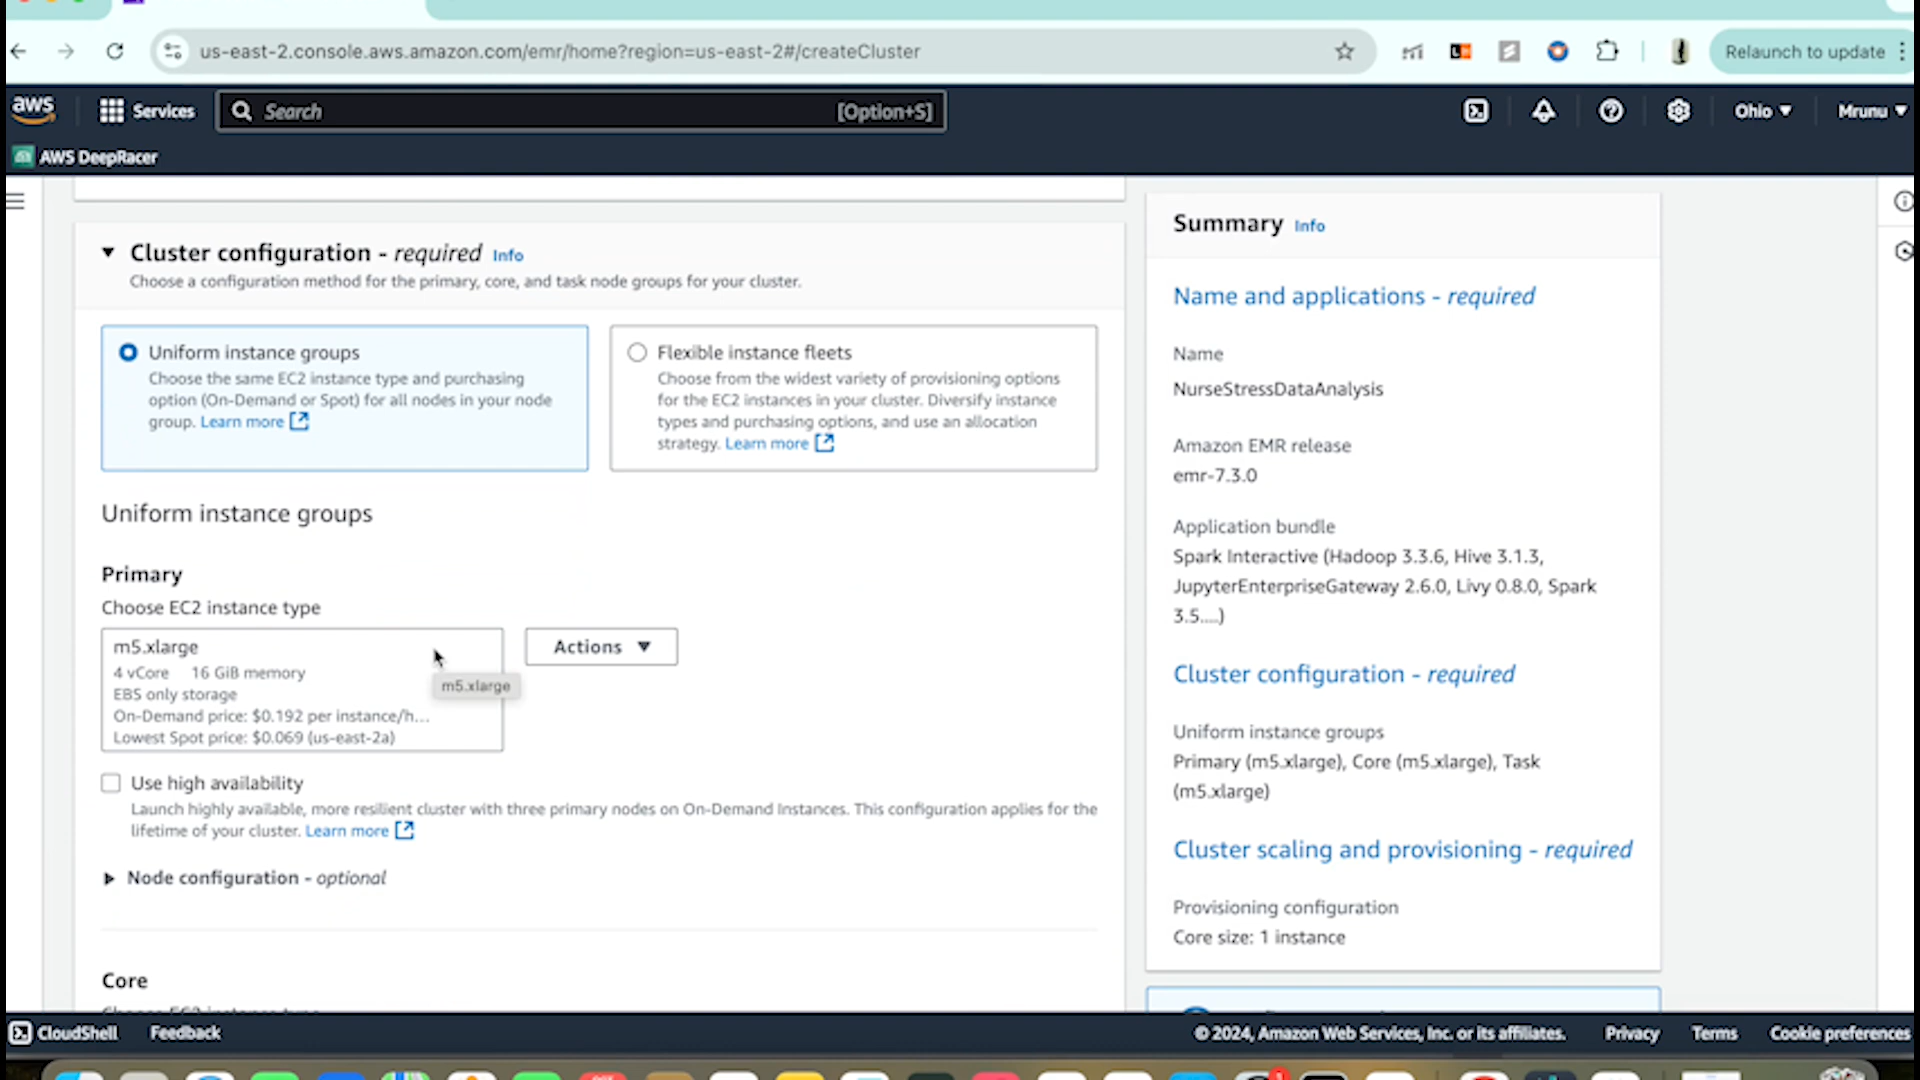 us-east-2.console.aws.amazon.com/emr/home?region=us-east-2#/createCluster
Relaunch to update
aws
Services
Search
[Option+S]
Ohio
Mrunu
AWS DeepRacer
Cluster configuration - required Info
Choose a configuration method for the primary, core, and task node groups for your cluster.
Uniform instance groups
Choose the same EC2 instance type and purchasing
option (On-Demand or Spot) for all nodes in your node
group. Learn more
Flexible instance fleets
Choose from the widest variety of provisioning options
for the EC2 instances in your cluster. Diversify instance
types and purchasing options, and use an allocation
strategy. Learn more
Uniform instance groups
Primary
Choose EC2 instance type
m5.xlarge
4 vCore 16 GiB memory
EBS only storage
On-Demand price: $0.192 per instance/h...
Lowest Spot price: $0.069 (us-east-2a)
Actions
m5.xlarge
Use high availability
Launch highly available, more resilient cluster with three primary nodes on On-Demand Instances. This configuration applies for the
lifetime of your cluster. Learn more
Node configuration - optional
Core
Summary Info
Name and applications - required
Name
NurseStressDataAnalysis
Amazon EMR release
emr-7.3.0
Application bundle
Spark Interactive (Hadoop 3.3.6, Hive 3.1.3,
JupyterEnterpriseGateway 2.6.0, Livy 0.8.0, Spark
3.5....)
Cluster configuration - required
Uniform instance groups
Primary (m5.xlarge), Core (m5.xlarge), Task
(m5.xlarge)
Cluster scaling and provisioning - required
Provisioning configuration
Core size: 1 instance
CloudShell
Feedback
© 2024, Amazon Web Services, Inc. or its affiliates.
Privacy
Terms
Cookie preferences